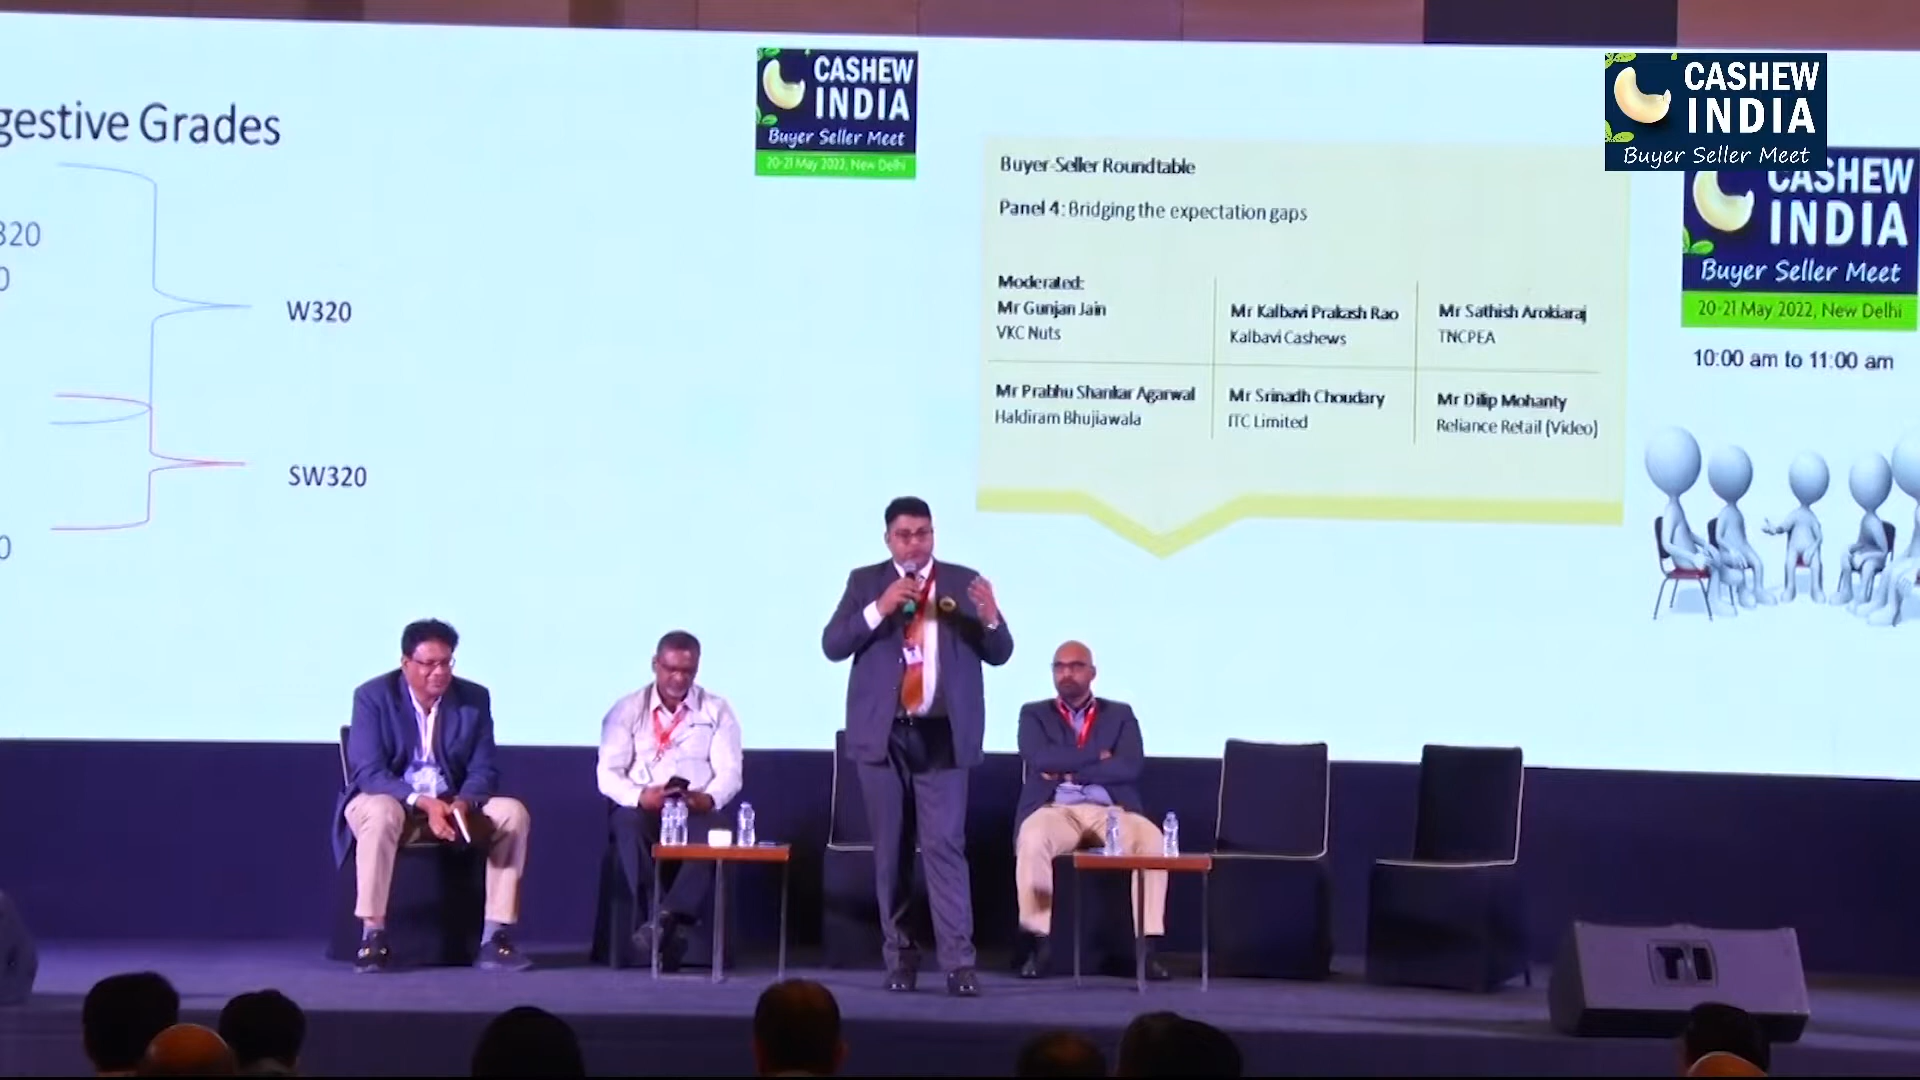 gestive Grades
320
0
W320
SW320
0
CASHEW
INDIA
Buyer Seller Meet
20-21 May 2022, New Delhi
Buyer-Seller Roundtable
Panel 4: Bridging the expectation gaps
Moderated:
Mr Gunjan Jain
VKC Nuts
Mr Kalbavi Prakash Rao
Kalbavi Cashews
Mr Sathish Arokiaraj
TNCPEA
Mr Prabhu Shankar Agarwal
Haldiram Bhujiawala
Mr Srinadh Choudary
ITC Limited
Mr Dilip Mohanty
Reliance Retail (Video)
CASHEW
INDIA
Buyer Seller Meet
CASHEW
INDIA
Buyer Seller Meet
20-21 May 2022, New Delhi
10:00 am to 11:00 am